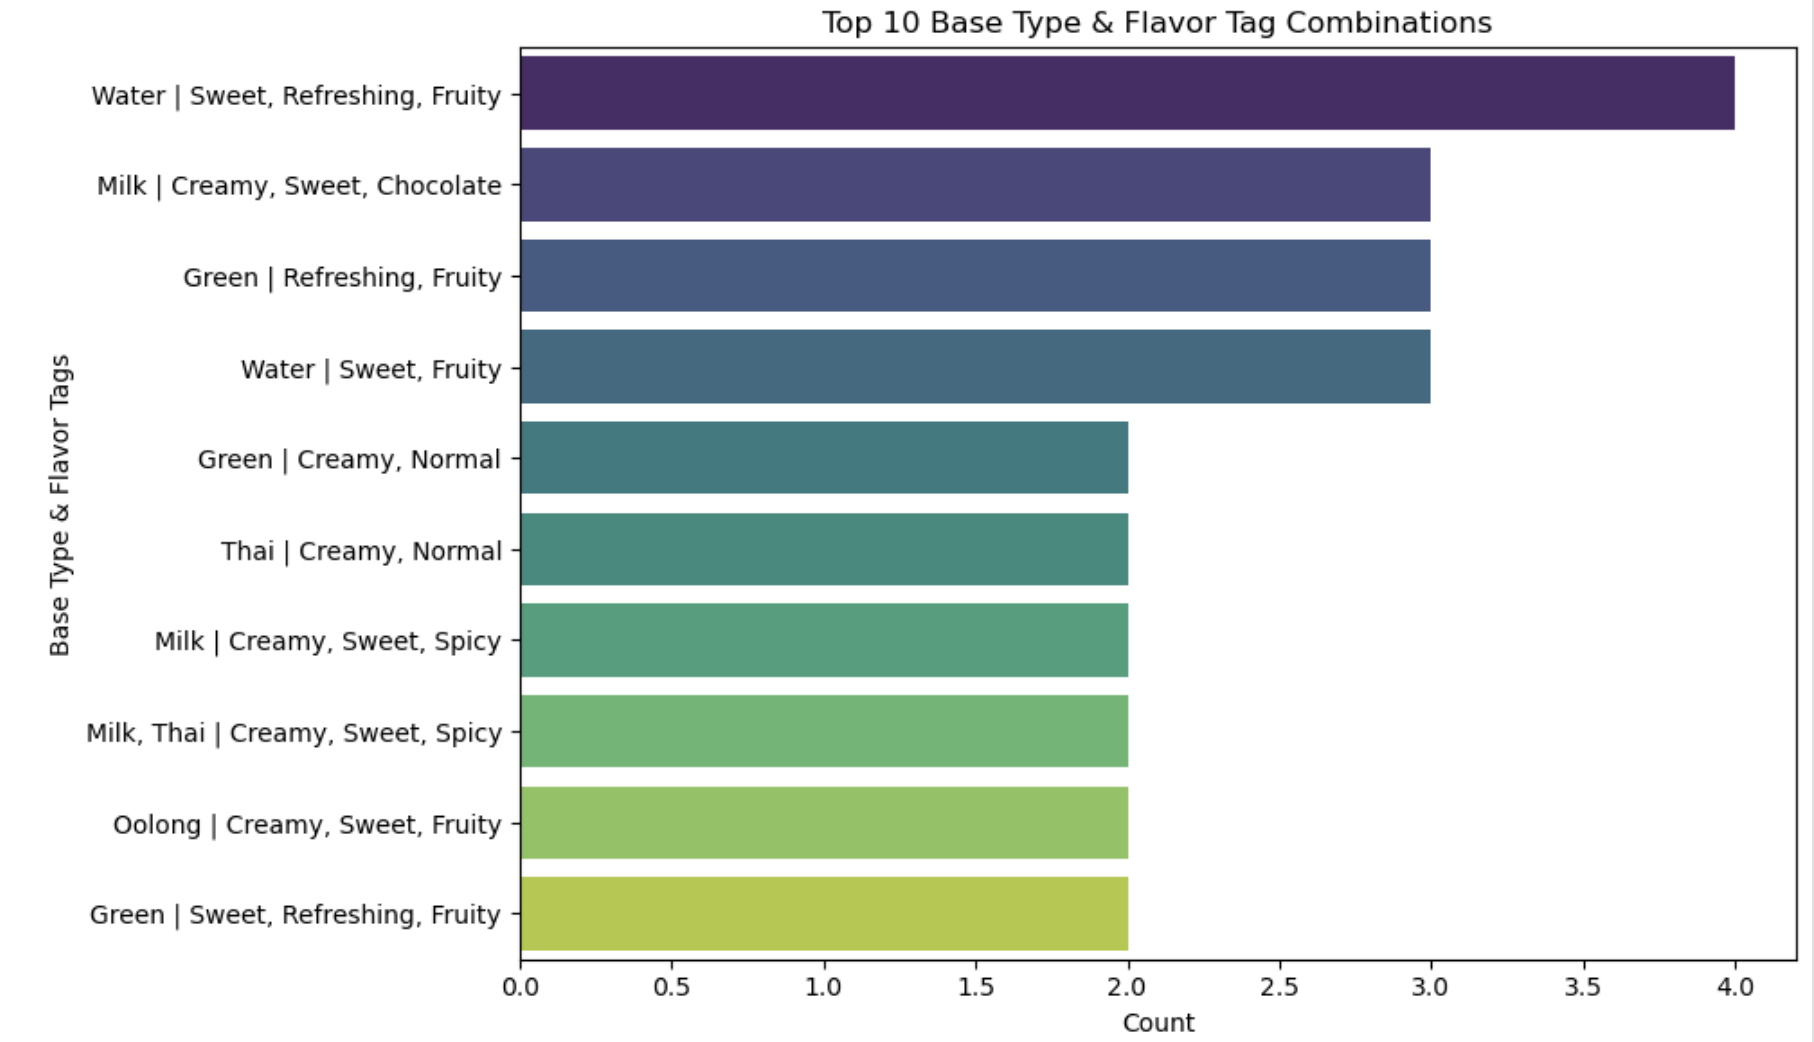 Top 10 Base Type & Flavor Tag Combinations
Base Type & Flavor Tags
Water | Sweet, Refreshing, Fruity
Milk | Creamy, Sweet, Chocolate
Green | Refreshing, Fruity
Water | Sweet, Fruity
Green | Creamy, Normal
Thai | Creamy, Normal
Milk | Creamy, Sweet, Spicy
Milk, Thai | Creamy, Sweet, Spicy
Oolong | Creamy, Sweet, Fruity
Green | Sweet, Refreshing, Fruity
0.0 0.5 1.0 1.5 2.0 2.5 3.0 3.5 4.0
Count